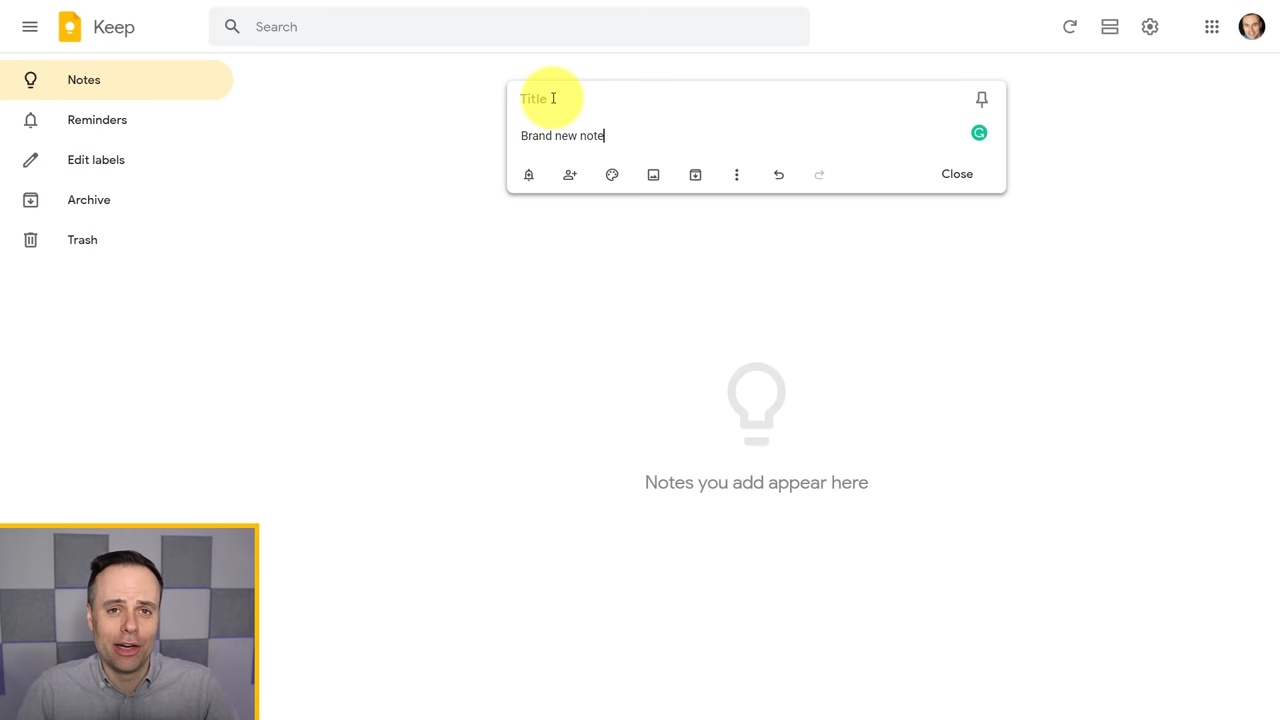 Keep
Search
Notes
Reminders
Edit labels
Archive
Trash
Title
Brand new note
Close
Notes you add appear here